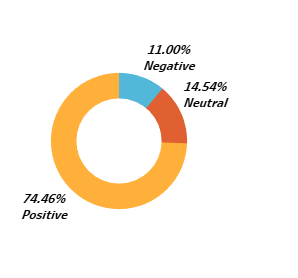 11.00%
Negative
14.54%
Neutral
74.46%
Positive